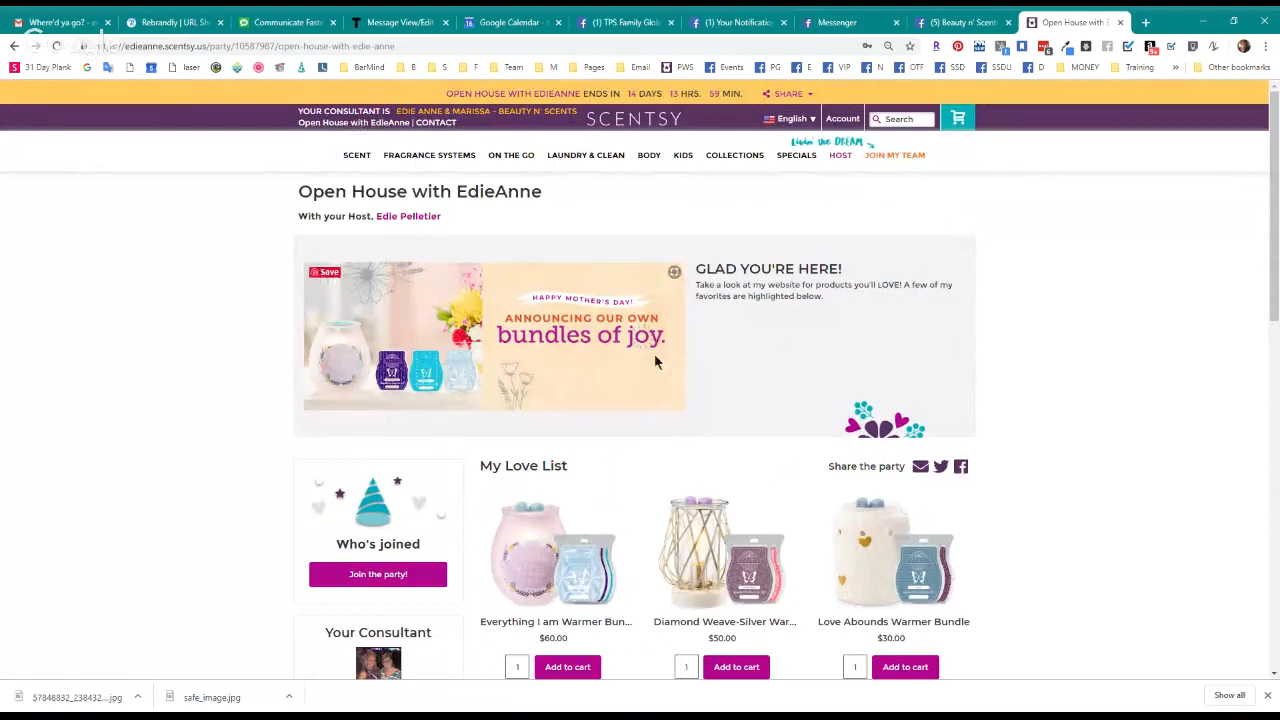 Where'd ya go? - e
Rebrandly | URL Sh
Communicate Faste
Message View/Edit
Google Calendar - A
(1) TPS Family Glob
(1) Your Notification
Messenger
(5) Beauty n' Scents
Open House with E
https://edieanne.scentsy.us/party/10587987/open-house-with-edie-anne
31 Day Plank
laser
BarMind
B
S
F
Team
M
Pages
Email
PWS
Events
PG
E
VIP
N
OTF
SSD
SSDU
D
MONEY
Training
»
Other bookmarks
OPEN HOUSE WITH EDIEANNE ENDS IN 14 DAYS 13 HRS. 59 MIN. SHARE
YOUR CONSULTANT IS EDIE ANNE & MARISSA - BEAUTY N' SCENTS
Open House with EdieAnne | CONTACT
SCENTSY
English
Account
Search
Livin' the DREAM
SCENT FRAGRANCE SYSTEMS ON THE GO LAUNDRY & CLEAN BODY KIDS COLLECTIONS SPECIALS HOST JOIN MY TEAM
Open House with EdieAnne
With your Host, Edie Pelletier
Save
HAPPY MOTHER'S DAY!
ANNOUNCING OUR OWN
bundles of joy.
GLAD YOU'RE HERE!
Take a look at my website for products you'll LOVE! A few of my
favorites are highlighted below.
My Love List
Share the party
Who's joined
Join the party!
Everything I am Warmer Bun...
$60.00
1
Add to cart
Diamond Weave-Silver War...
$50.00
1
Add to cart
Love Abounds Warmer Bundle
$30.00
1
Add to cart
Your Consultant
57848832_238432....jpg
safe_image.jpg
Show all